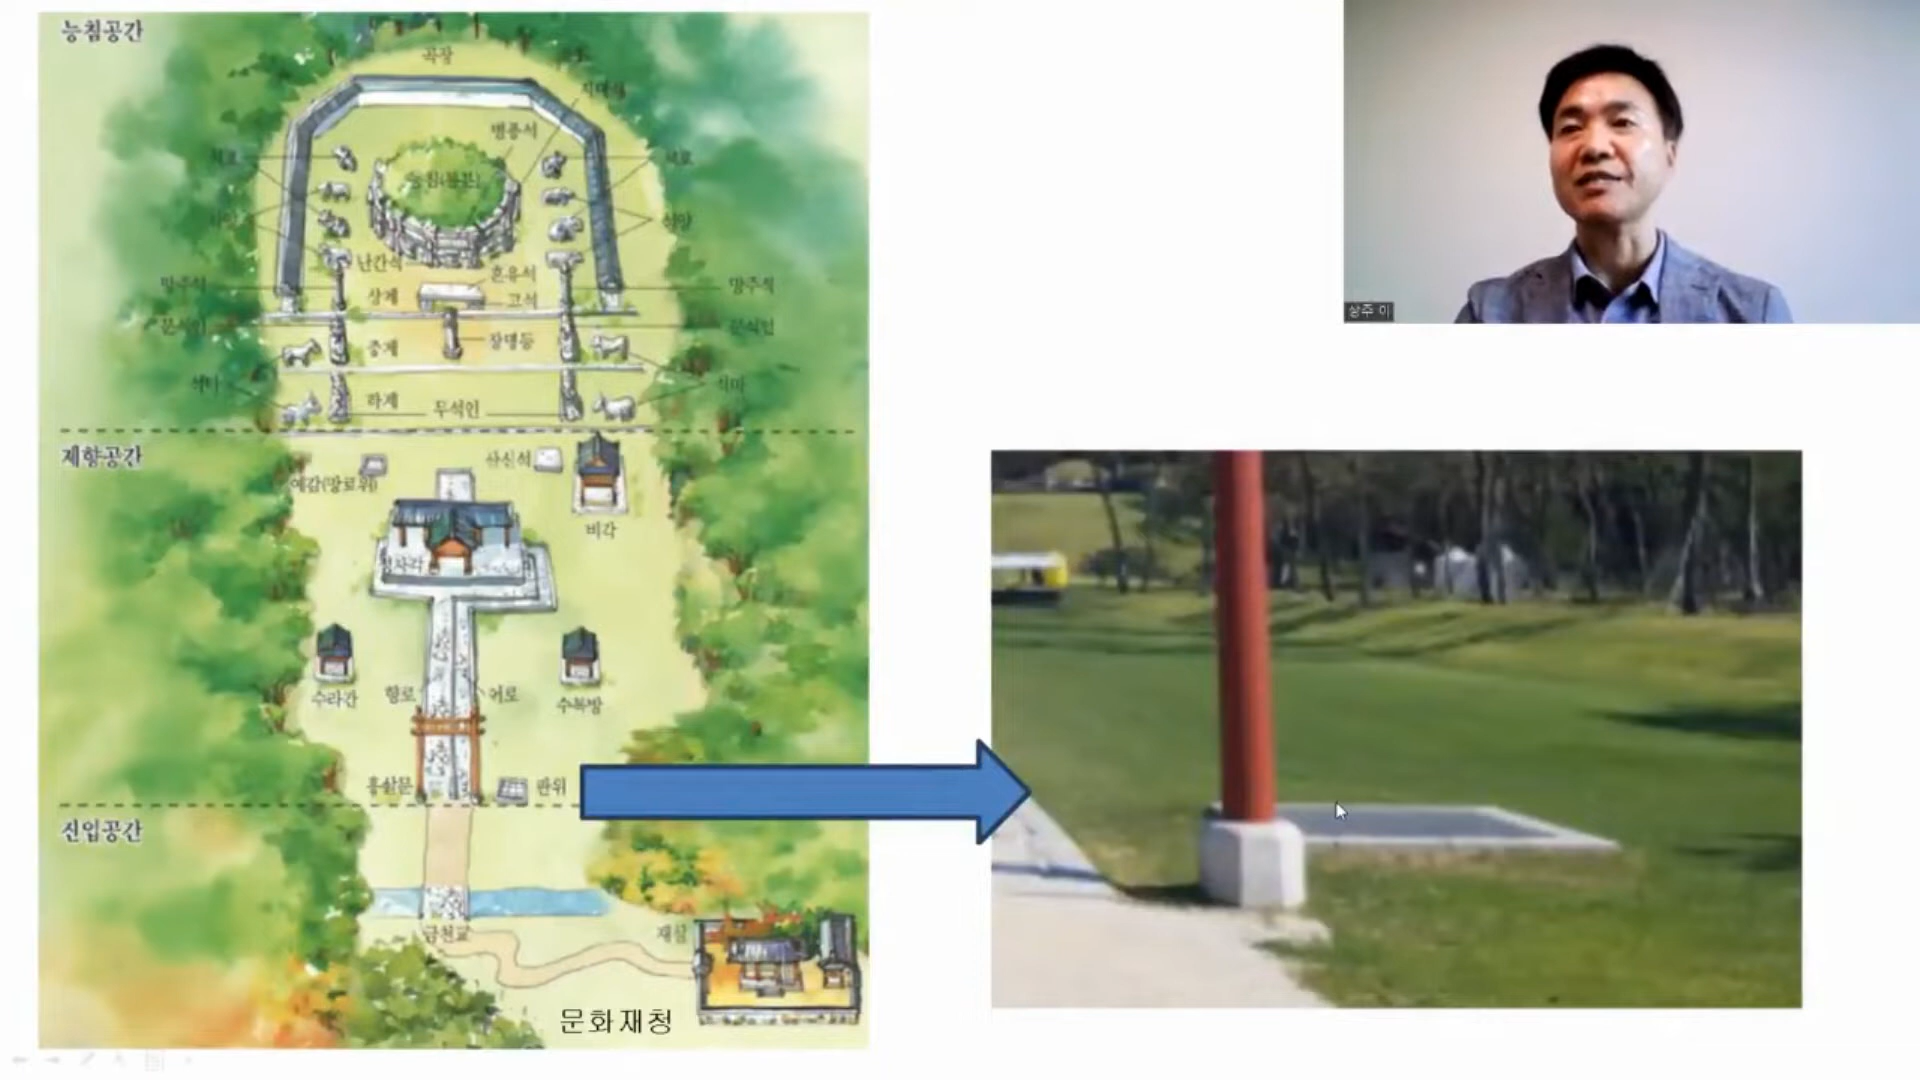 능침공간
곡장
병풍석
석호
석호
능침(봉분)
석양
석양
난간석
혼유석
망주석
상계
고석
망주석
문석인
문석인
중계
장명등
석마
석마
하계
무석인
제향공간
산신석
예감(망료위)
비각
정자각
수라간
향로
어로
수복방
홍살문
판위
진입공간
금천교
재실
문화재청
상주 이